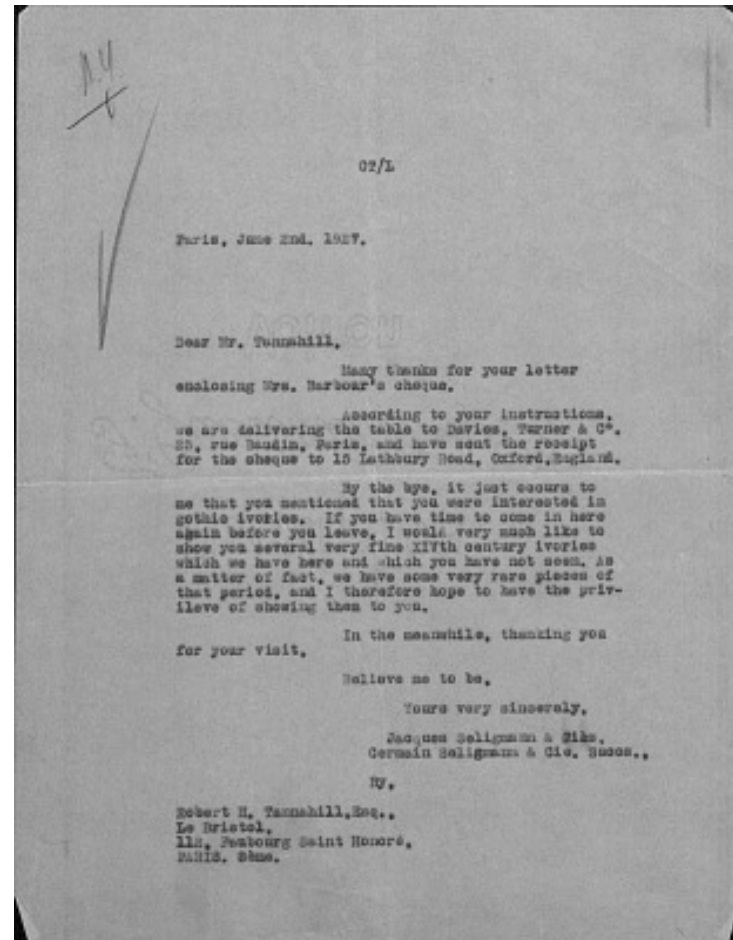 N.Y
GS/L
Paris, June 2nd. 1927.
Dear Mr. Tannahill,
Many thanks for your letter
enclosing Mrs. Barbour's cheque.
According to your instructions,
we are delivering the table to Davies, Turner & Cº.
25, rue Baudin, Paris, and have sent the receipt
for the cheque to 15 Lathbury Road, Oxford,England.
By the bye, it just occurs to
me that you mentioned that you were interested in
gothic ivories. If you have time to come in here
again before you leave, I would very much like to
show you several very fine XIVth century ivories
which we have here and which you have not seen. As
a matter of fact, we have some very rare pieces of
that period, and I therefore hope to have the priv-
ileve of showing them to you.
In the meanwhile, thanking you
for your visit,
Believe me to be,
Yours very sincerely,
Jacques Seligmann & Fils,
Germain Seligmann & Cie. Succs.,
By,
Robert H. Tannahill,Esq.,
Le Bristol,
112, Faubourg Saint Honoré,
PARIS. 8ème.